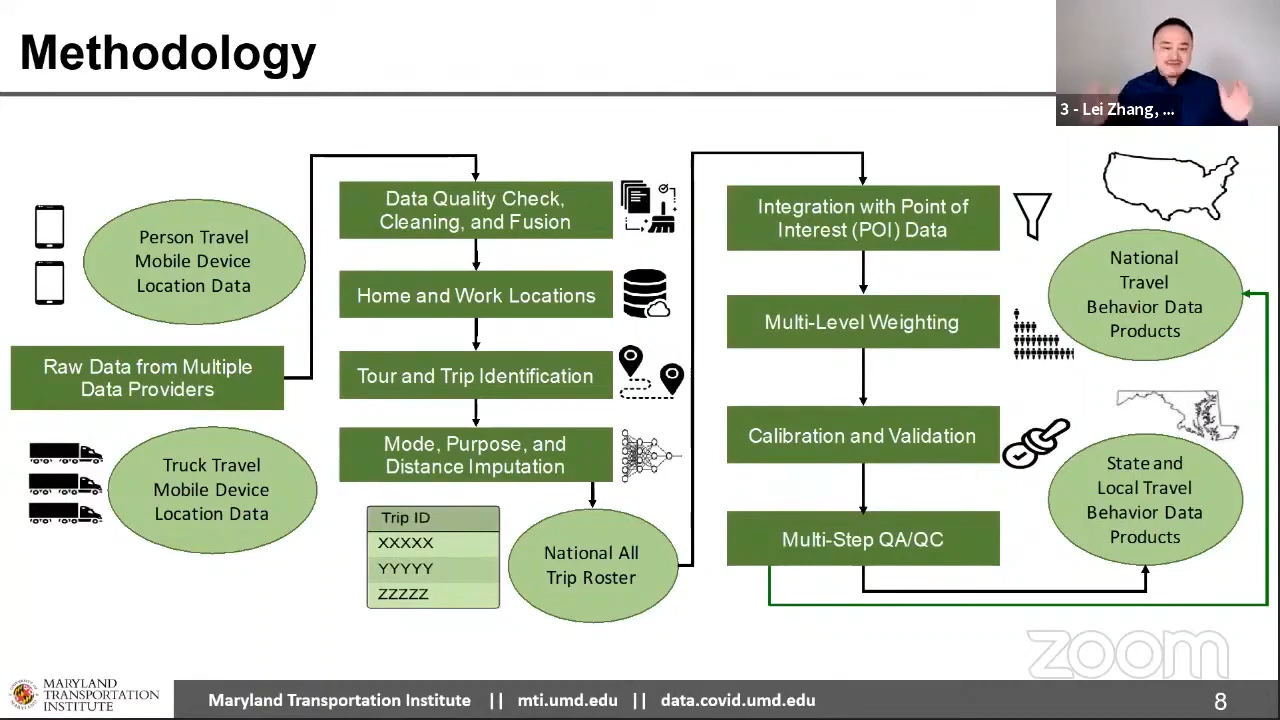 Methodology
3 - Lei Zhang, ...
Person Travel
Mobile Device
Location Data
Raw Data from Multiple
Data Providers
Truck Travel
Mobile Device
Location Data
Data Quality Check,
Cleaning, and Fusion
Home and Work Locations
Tour and Trip Identification
Mode, Purpose, and
Distance Imputation
Trip ID
XXXXX
YYYYY
ZZZZZ
National All
Trip Roster
Integration with Point of
Interest (POI) Data
Multi-Level Weighting
Calibration and Validation
Multi-Step QA/QC
National
Travel
Behavior Data
Products
State and
Local Travel
Behavior Data
Products
zoom
MARYLAND
TRANSPORTATION
INSTITUTE
Maryland Transportation Institute || mti.umd.edu || data.covid.umd.edu
8